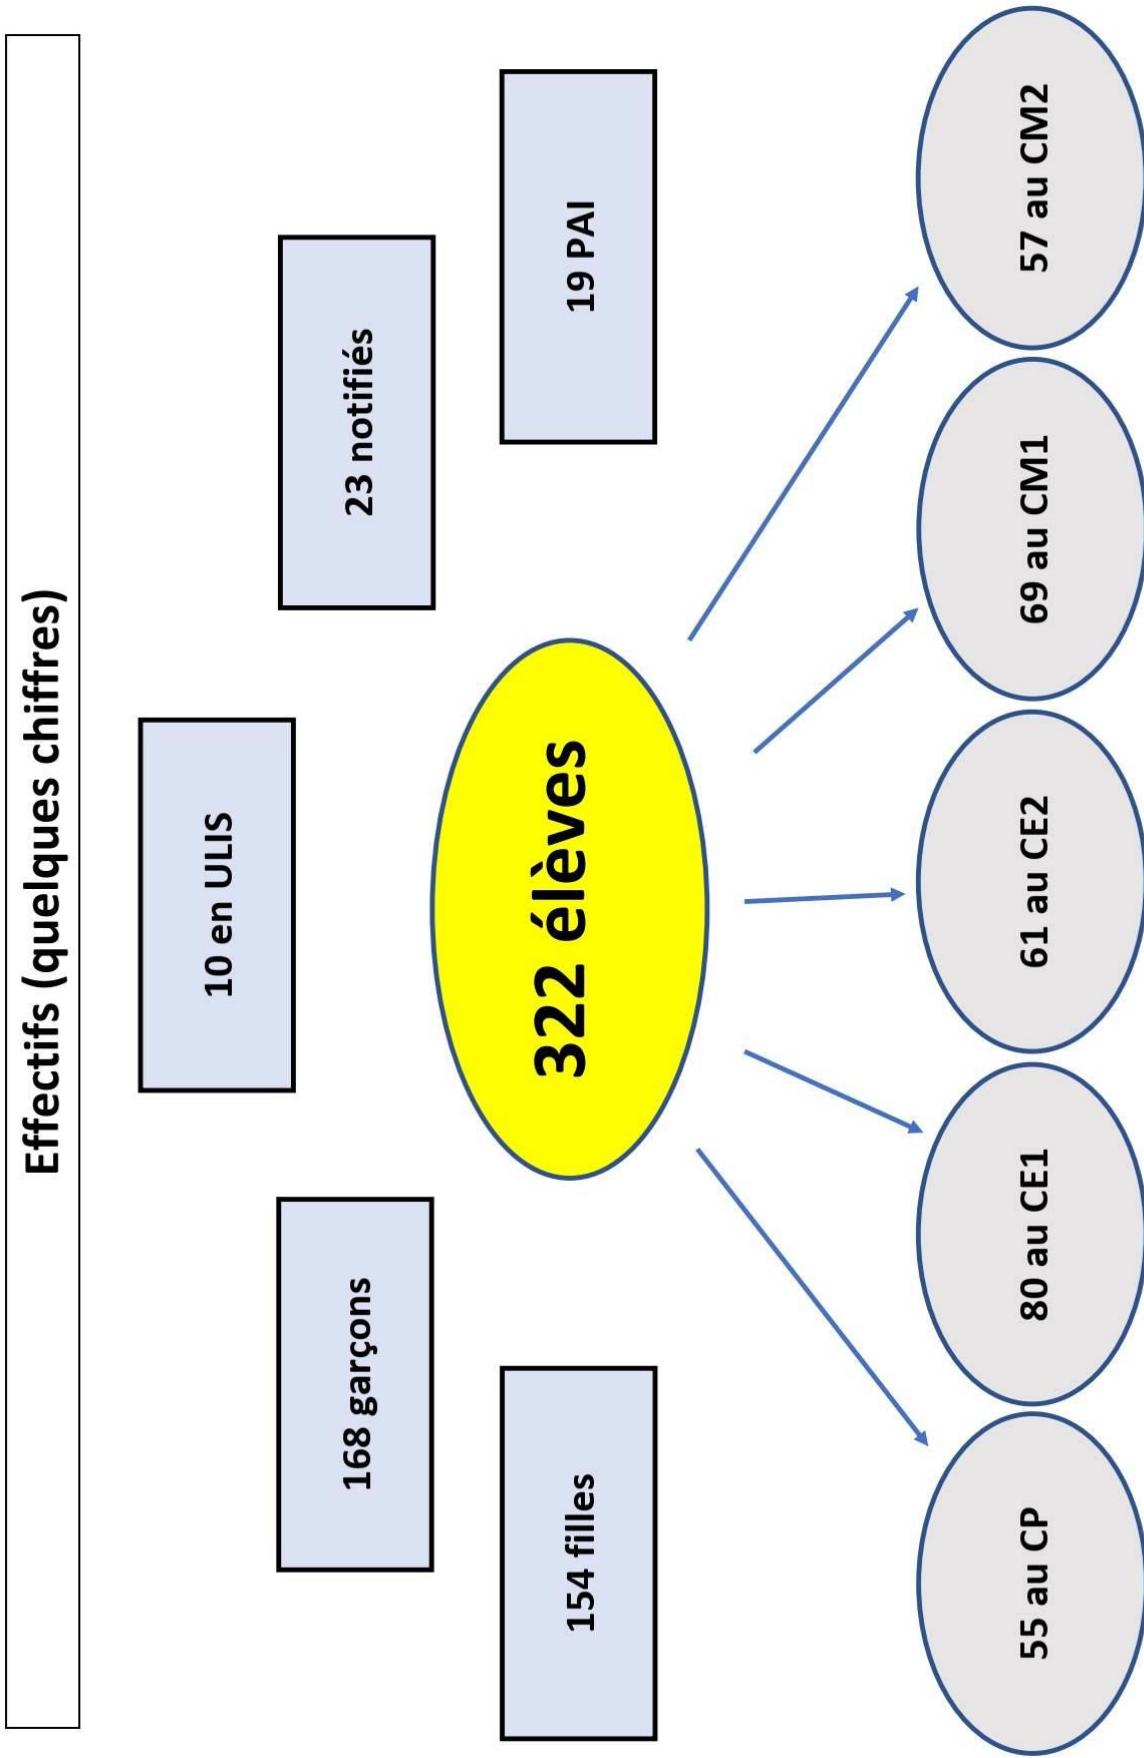 Effectifs (quelques chiffres)
10 en ULIS
168 garçons
23 notifiés
154 filles
322 élèves
19 PAI
55 au CP
80 au CE1
61 au CE2
69 au CM1
57 au CM2